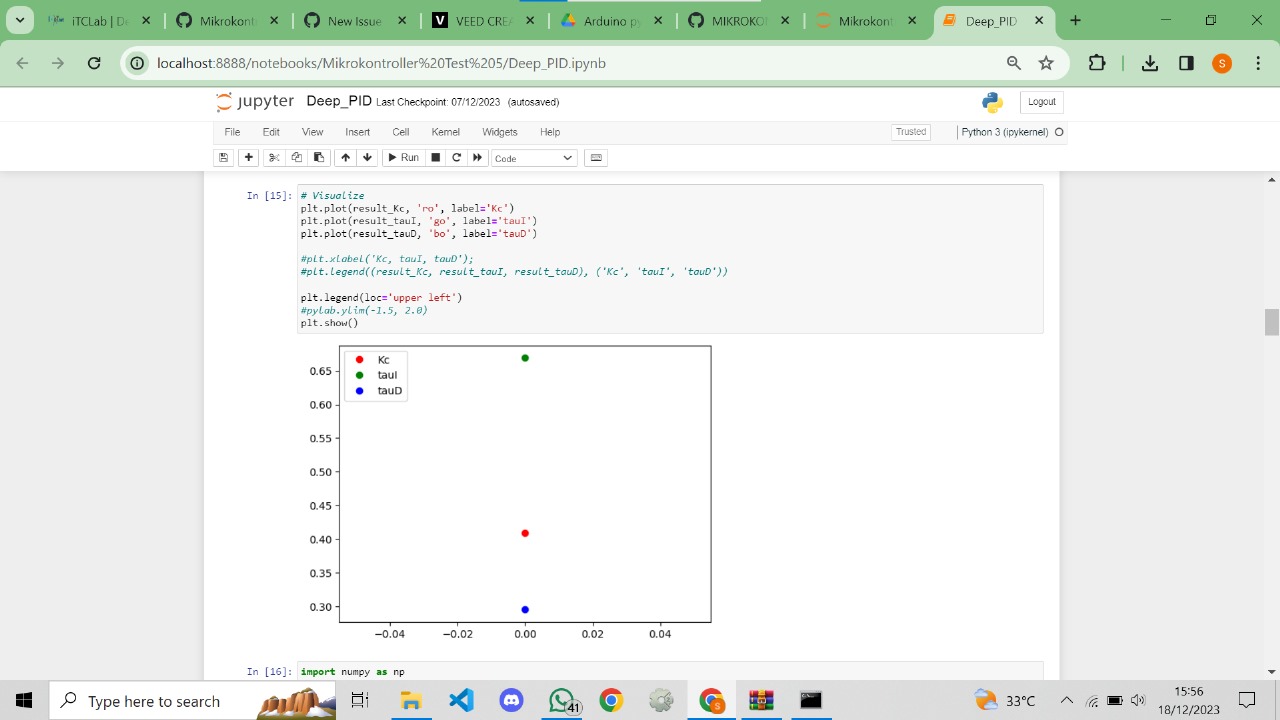 iTCLab | De
Mikrokont
New Issue
VEED CREA
Arduino py
MIKROKO
Mikrokont
Deep_PID
localhost:8888/notebooks/Mikrokontroller%20Test%205/Deep_PID.ipynb
S
jupyter Deep_PID Last Checkpoint: 07/12/2023 (autosaved)
Logout
File Edit View Insert Cell Kernel Widgets Help
Trusted
Python 3 (ipykernel)
Run
Code
In [15]:
# Visualize
plt.plot(result_Kc, 'ro', label='Kc')
plt.plot(result_tauI, 'go', label='tauI')
plt.plot(result_tauD, 'bo', label='tauD')
#plt.xlabel('Kc, tauI, tauD');
#plt.legend((result_Kc, result_tauI, result_tauD), ('Kc', 'tauI', 'tauD'))
plt.legend(loc='upper left')
#pylab.ylim(-1.5, 2.0)
plt.show()
Kc
tauI
tauD
0.65
0.60
0.55
0.50
0.45
0.40
0.35
0.30
−0.04 −0.02 0.00 0.02 0.04
In [16]:
import numpy as np
Type here to search
41
S
33°C
15:56
18/12/2023